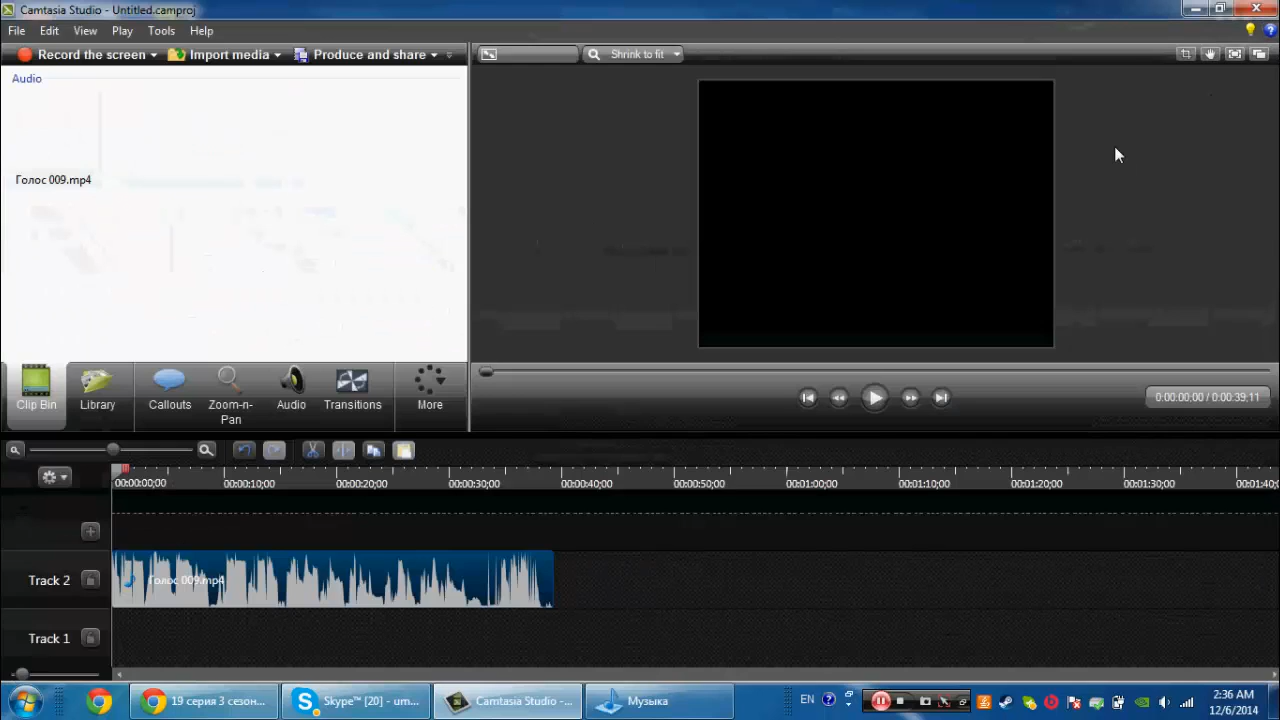 Camtasia Studio - Untitled.camproj
File Edit View Play Tools Help
Record the screen Import media Produce and share
Shrink to fit
Audio
Голос 009.mp4
Clip Bin Library Callouts Zoom-n-Pan Audio Transitions More
0:00:00;00 / 0:00:39;11
00:00:00;00 00:00:10;00 00:00:20;00 00:00:30;00 00:00:40;00 00:00:50;00 00:01:00;00 00:01:10;00 00:01:20;00 00:01:30;00 00:01:40;
Track 2 Голос 009.mp4
Track 1
19 серия 3 сезон... Skype™ [20] - um... Camtasia Studio -... Музыка EN 2:36 AM
12/6/2014